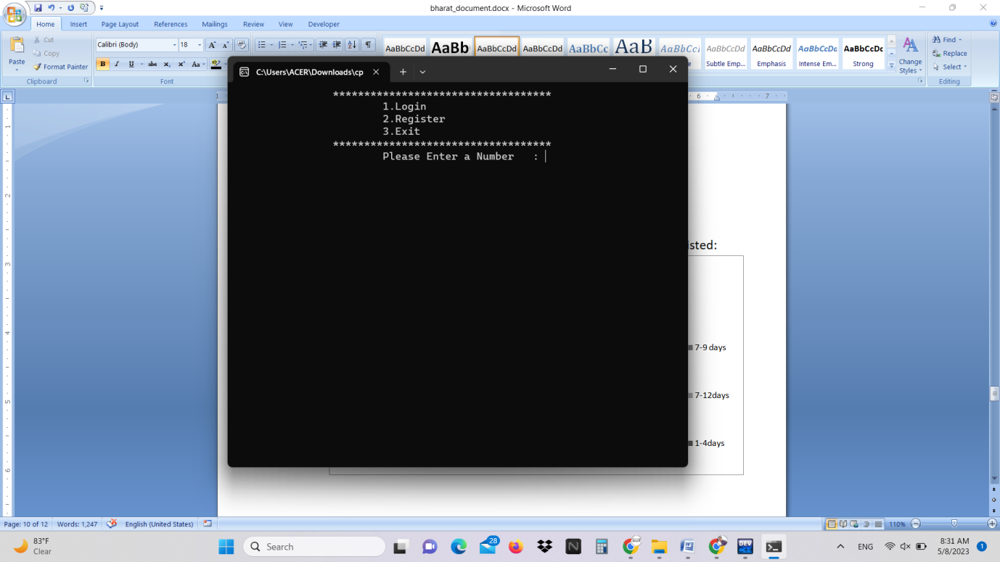 bharat_document.docx - Microsoft Word
Home Insert Page Layout References Mailings Review View Developer
Paste
Cut
Copy
Format Painter
Clipboard
Calibri (Body) 18
Font
AaBbCcDd AaBb AaBbCcDd AaBbCcDd AaBbCc AaB AaBbCcI AaBbCcDd AaBbCcDd AaBbCcDc AaBbCcDc
Subtle Emp... Emphasis Intense Em... Strong
Change Styles
Find
Replace
Select
Editing
C:\Users\ACER\Downloads\cp
***********************************
1.Login
2.Register
3.Exit
***********************************
Please Enter a Number :
isted:
7-9 days
7-12days
1-4days
Page: 10 of 12 Words: 1,247 English (United States) 110%
83°F
Clear
Search
28
DEV
ENG
8:31 AM
5/8/2023
1